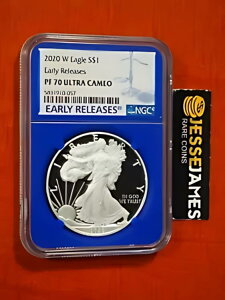 2020 W Eagle S$1
Early Releases
PF 70 ULTRA CAMEO
5831910-057
EARLY RELEASES
NGC
LIBERTY
IN GOD
WE TRUST
JESSE JAMES
RARE COINS